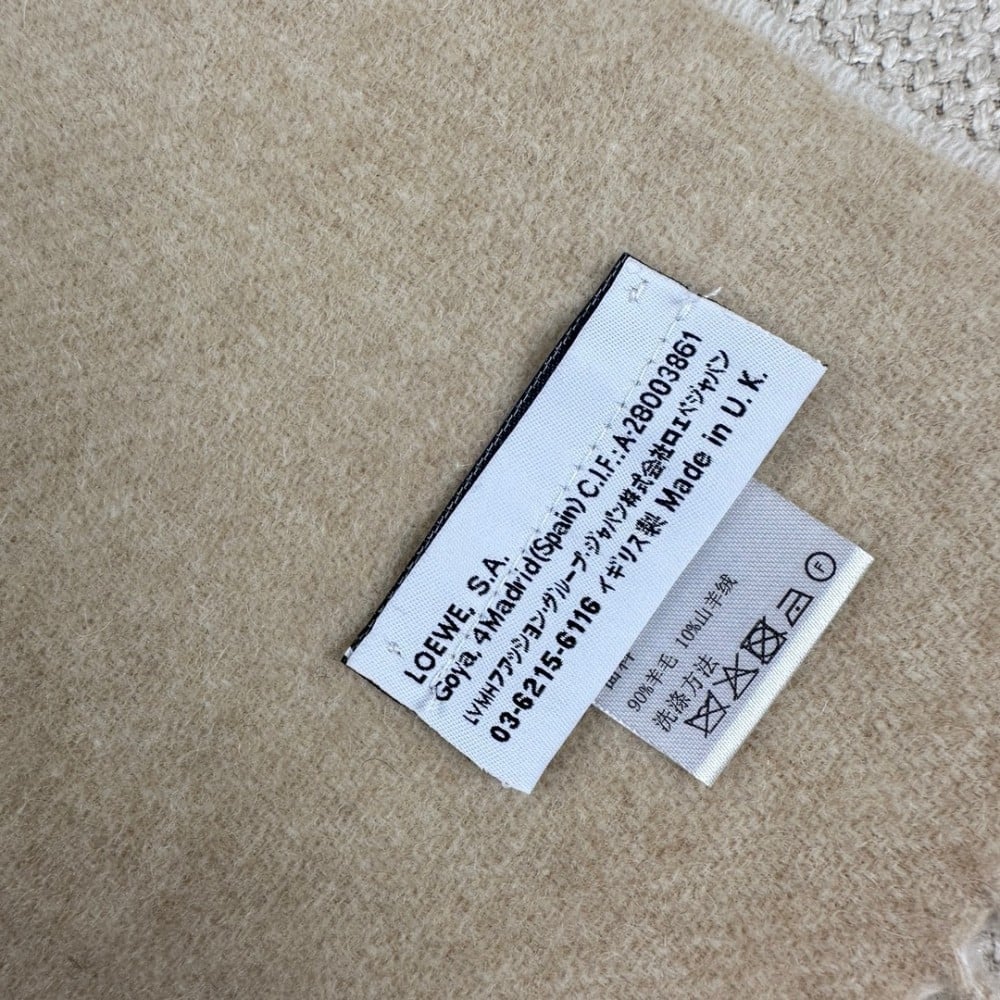 LOEWE, S.A.
Goya, 4 Madrid(Spain) C.I.F.: A-28003861
LVMHファッション・グループ・ジャパン株式会社ロエベジャパン
03-6215-6116 イギリス製 Made in U. K.
90%羊毛 10%山羊绒
洗涤方法
F